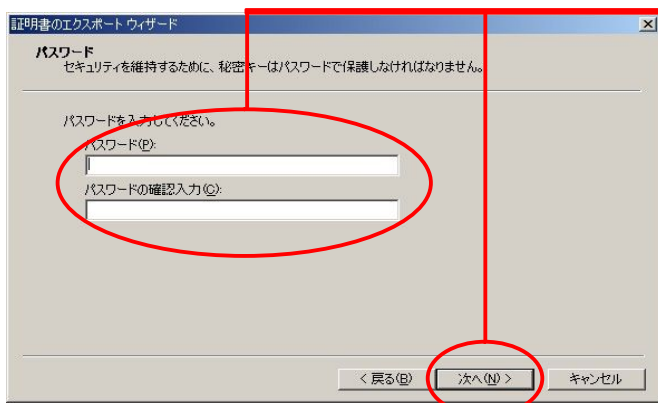 証明書のエクスポート ウィザード
パスワード
セキュリティを維持するために、秘密キーはパスワードで保護しなければなりません。
パスワードを入力してください。
パスワード(P):
パスワードの確認入力(C):
< 戻る(B)
次へ(N) >
キャンセル